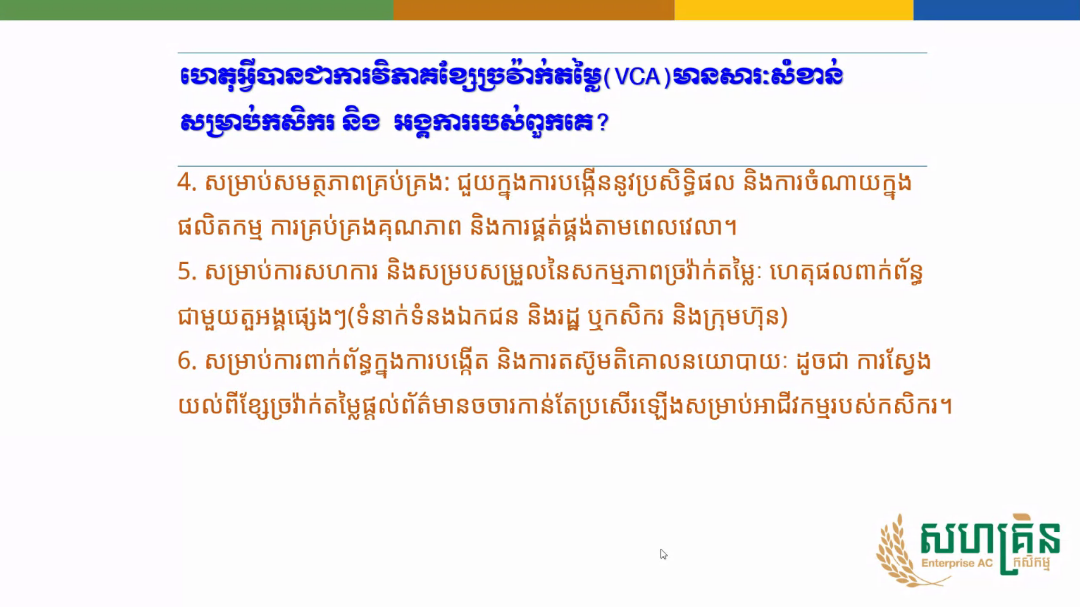 ហេតុអ្វីបានជាការវិភាគខ្សែច្រវ៉ាក់តម្លៃ(VCA)មានសារៈសំខាន់
សម្រាប់កសិករ និង អង្គការរបស់ពួកគេ?
4. សម្រាប់សមត្ថភាពគ្រប់គ្រង: ជួយក្នុងការបង្កើននូវប្រសិទ្ធិផល និងការចំណាយក្នុង
ផលិតកម្ម ការគ្រប់គ្រងគុណភាព និងការផ្គត់ផ្គង់តាមពេលវេលា។
5. សម្រាប់ការសហការ និងសម្របសម្រួលនៃសកម្មភាពច្រវ៉ាក់តម្លៃៈ ហេតុផលពាក់ព័ន្ធ
ជាមួយតួអង្គផ្សេងៗ(ទំនាក់ទំនងឯកជន និងរដ្ឋ ឬកសិករ និងក្រុមហ៊ុន)
6. សម្រាប់ការពាក់ព័ន្ធក្នុងការបង្កើត និងការតស៊ូមតិគោលនយោបាយៈ ដូចជា ការស្វែង
យល់ពីខ្សែច្រវ៉ាក់តម្លៃផ្តល់ព័ត៌មានចចារកាន់តែប្រសើរឡើងសម្រាប់អាជីវកម្មរបស់កសិករ។
សហគ្រិន
Enterprise AC កសិកម្ម